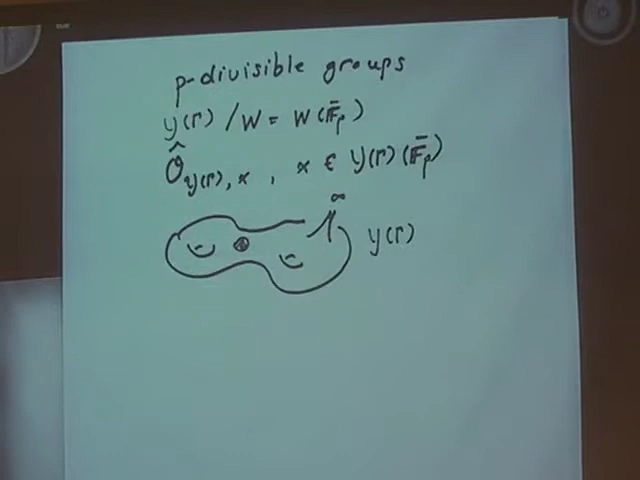 p-divisible groups
y(Γ) /W = W(F̄ₚ)
Ô_{y(Γ),x} , x ∈ y(Γ)(F̄ₚ)
∞
y(Γ)